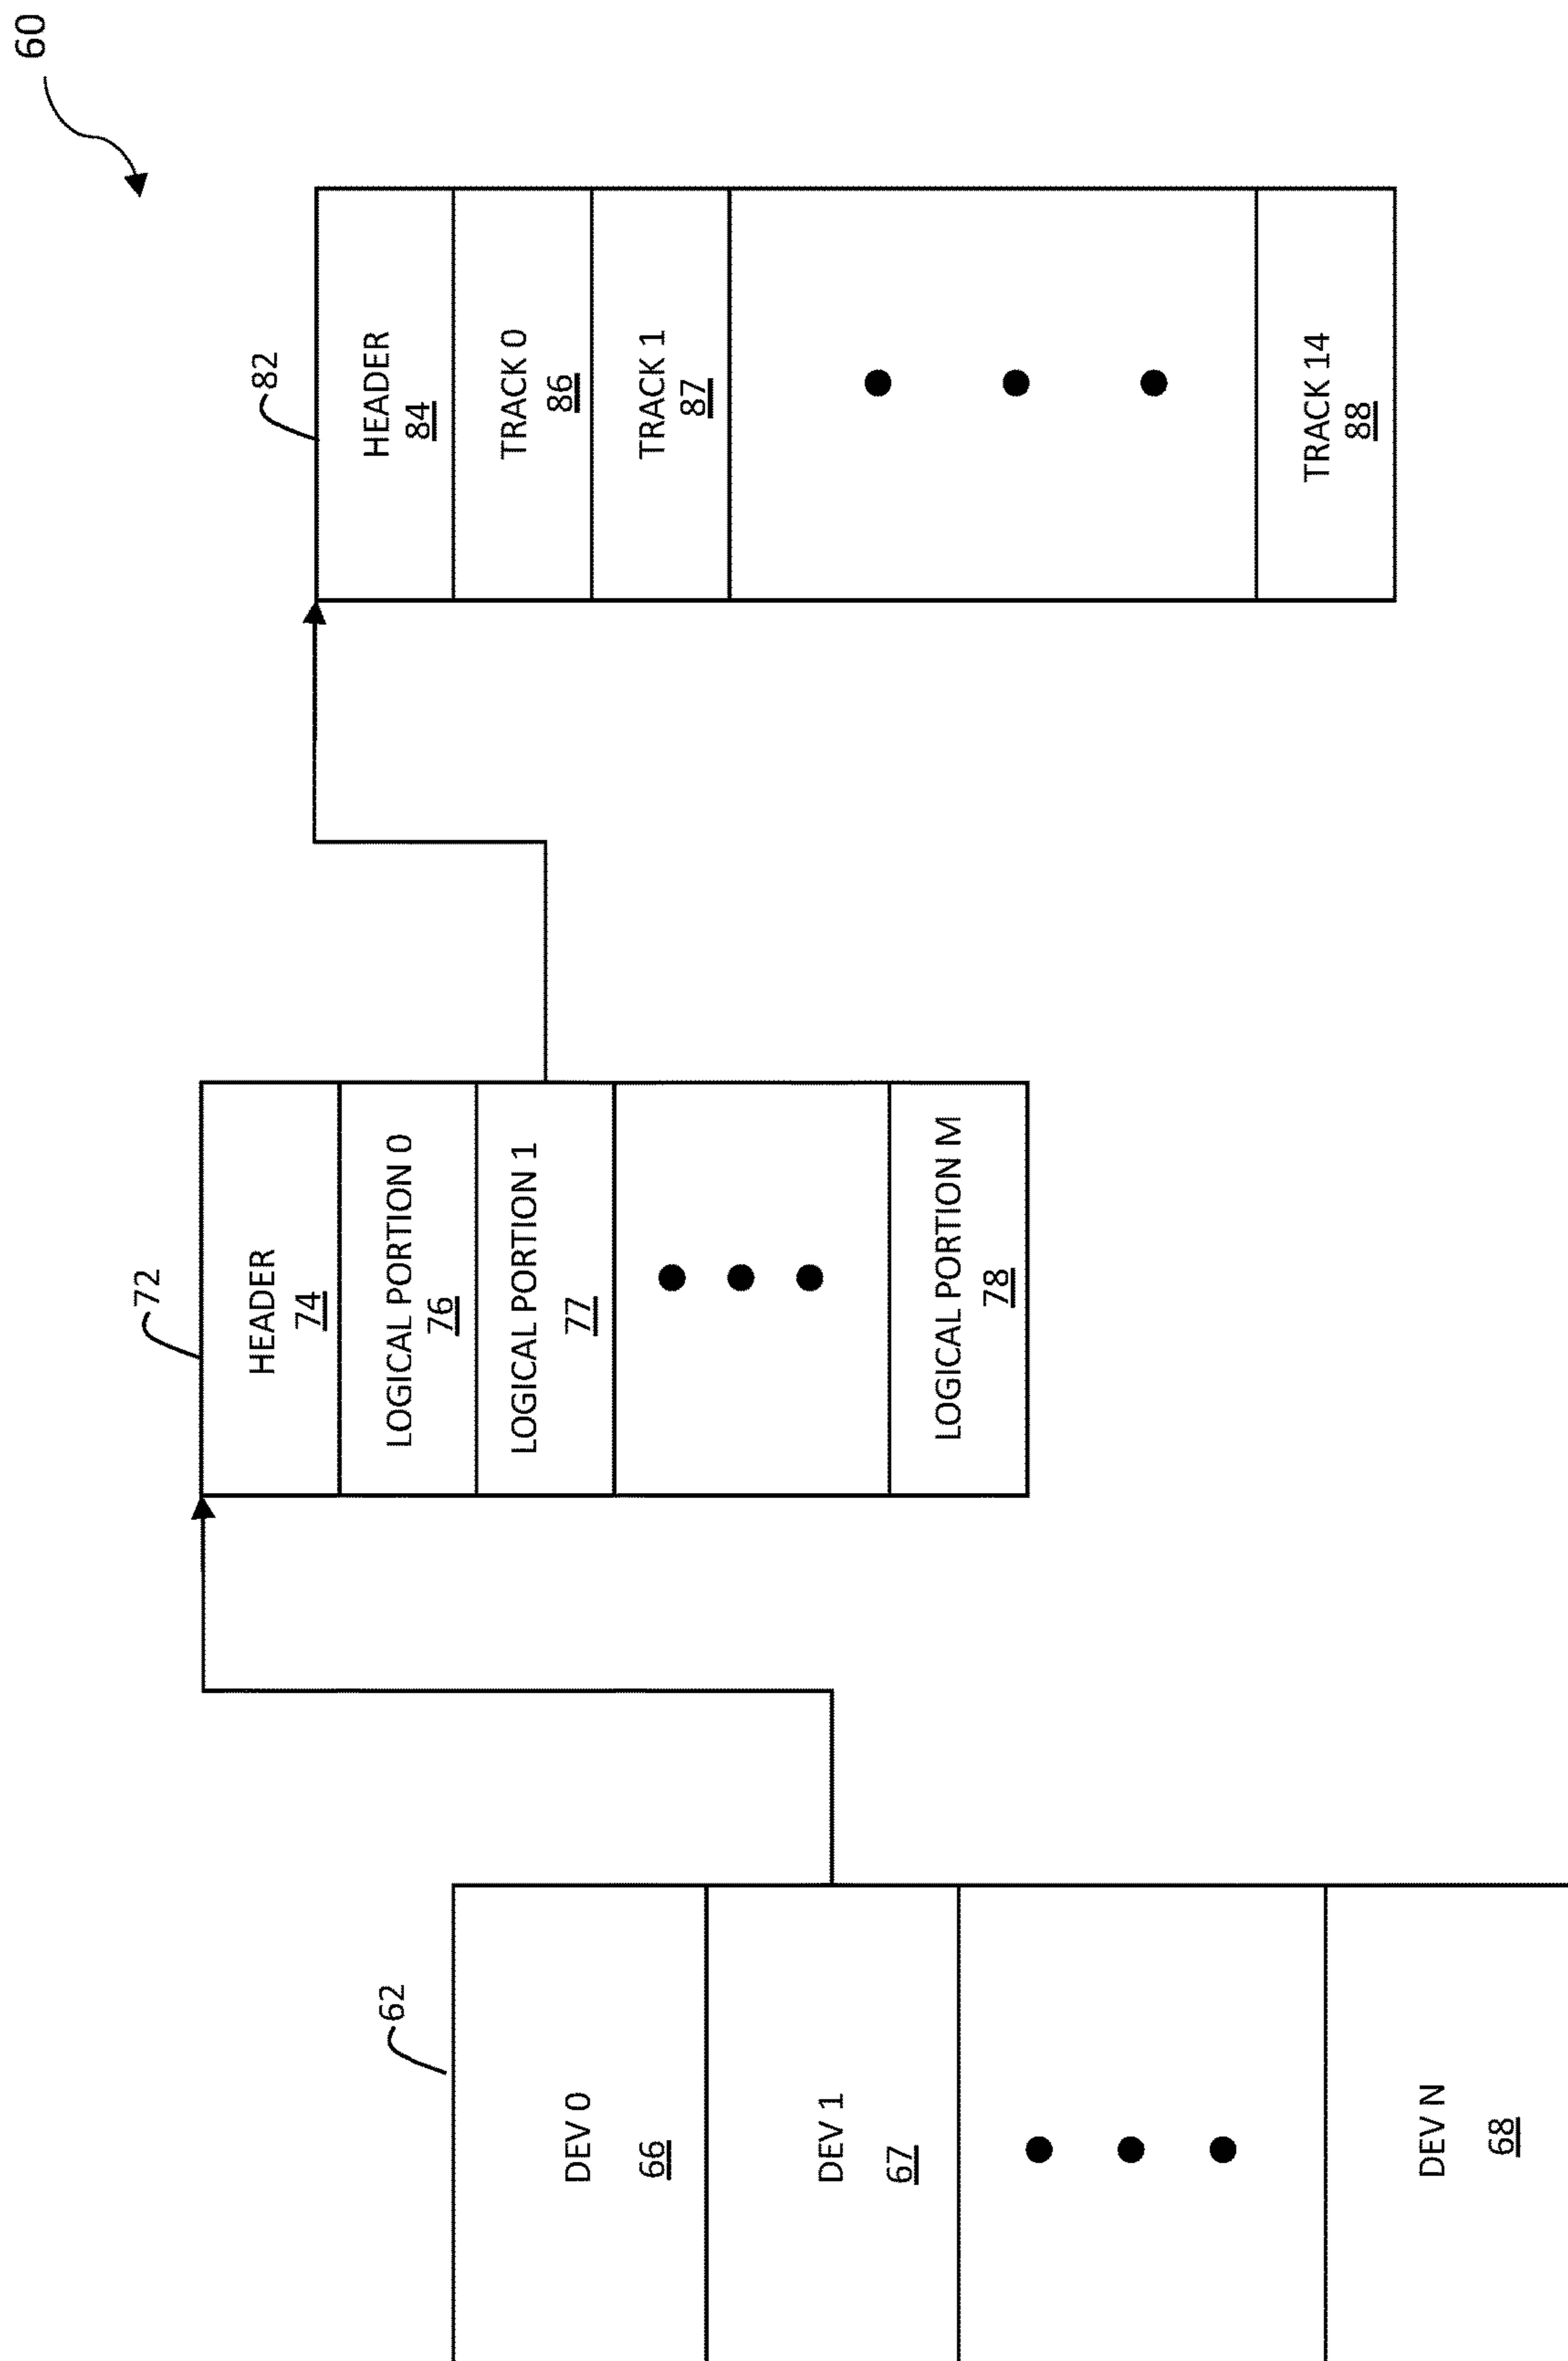 60
62
DEV 0
66
DEV 1
67
DEV N
68
72
HEADER
74
LOGICAL PORTION 0
76
LOGICAL PORTION 1
77
LOGICAL PORTION M
78
82
HEADER
84
TRACK 0
86
TRACK 1
87
TRACK 14
88